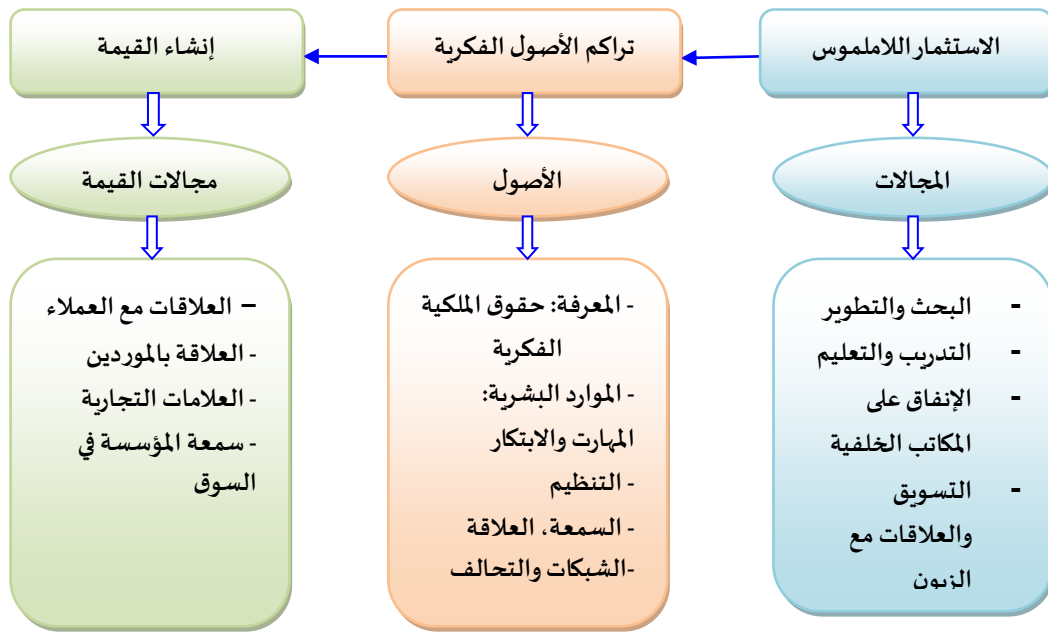 الاستثمار اللاملموس
تراكم الأصول الفكرية
إنشاء القيمة
المجالات
الأصول
مجالات القيمة
- البحث والتطوير
- التدريب والتعليم
- الإنفاق على
المكاتب الخلفية
- التسويق
والعلاقات مع
الزبون
- المعرفة: حقوق الملكية
الفكرية
- الموارد البشرية:
المهارت والابتكار
- التنظيم
- السمعة، العلاقة
-الشبكات والتحالف
– العلاقات مع العملاء
- العلاقة بالموردين
- العلامات التجارية
- سمعة المؤسسة في
السوق